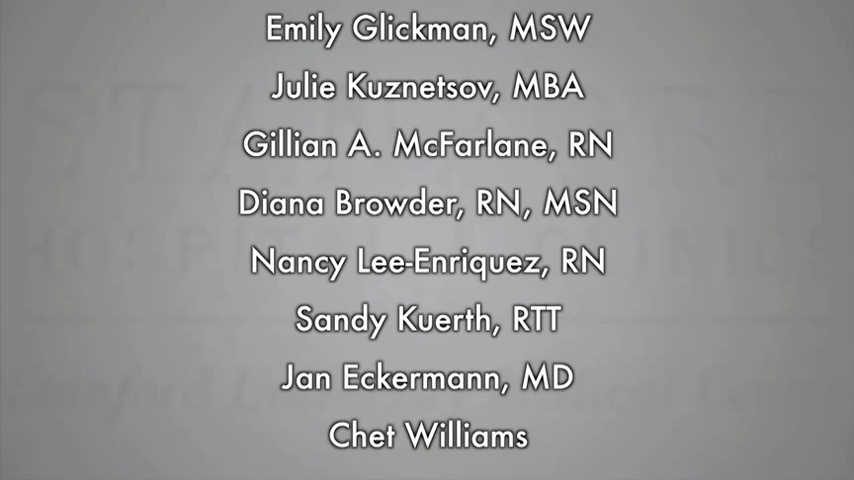 Emily Glickman, MSW
Julie Kuznetsov, MBA
Gillian A. McFarlane, RN
Diana Browder, RN, MSN
Nancy Lee-Enriquez, RN
Sandy Kuerth, RTT
Jan Eckermann, MD
Chet Williams